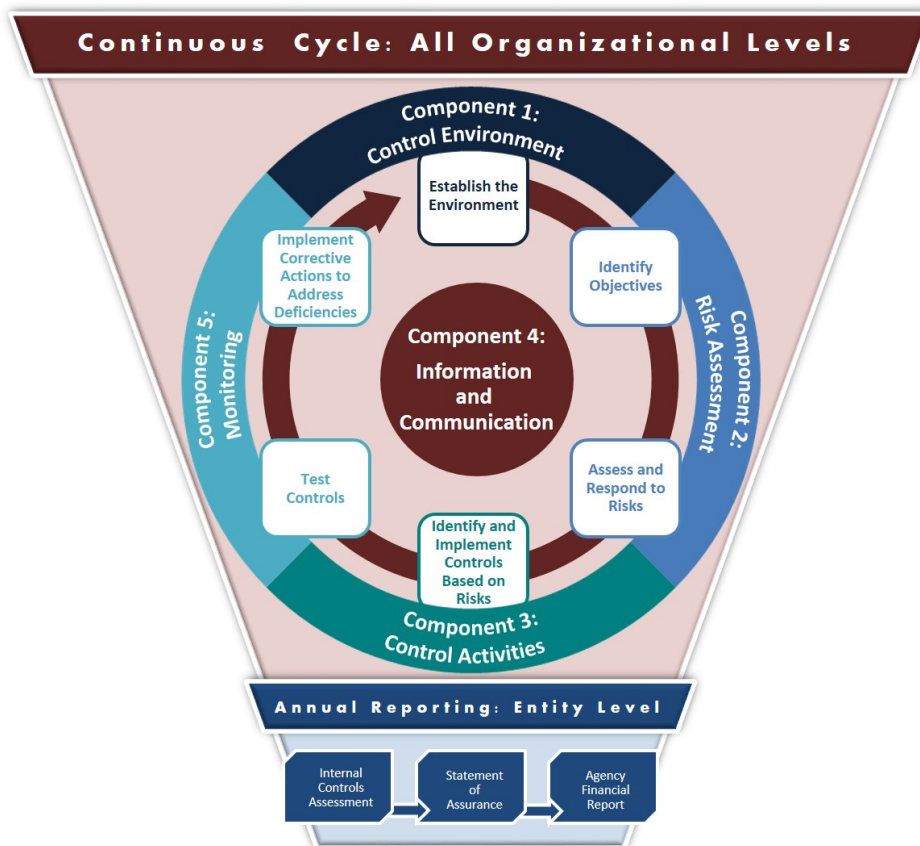 Continuous Cycle: All Organizational Levels
Component 1:
Control Environment
Establish the
Environment
Identify
Objectives
Component 2:
Risk Assessment
Assess and
Respond to
Risks
Identify and
Implement
Controls
Based on
Risks
Component 3:
Control Activities
Test
Controls
Component 5:
Monitoring
Implement
Corrective
Actions to
Address
Deficiencies
Component 4:
Information
and
Communication
Annual Reporting: Entity Level
Internal
Controls
Assessment
Statement
of
Assurance
Agency
Financial
Report